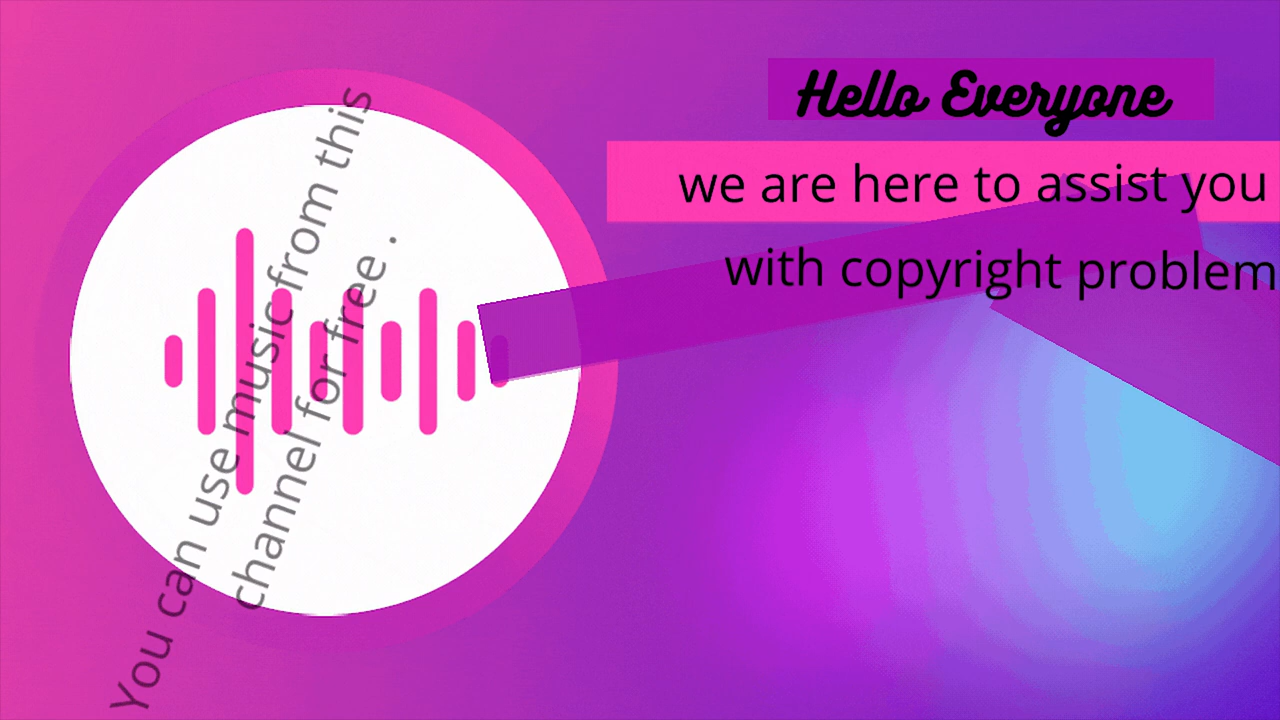 Hello Everyone
we are here to assist you
with copyright problem
You can use music from this
channel for free .